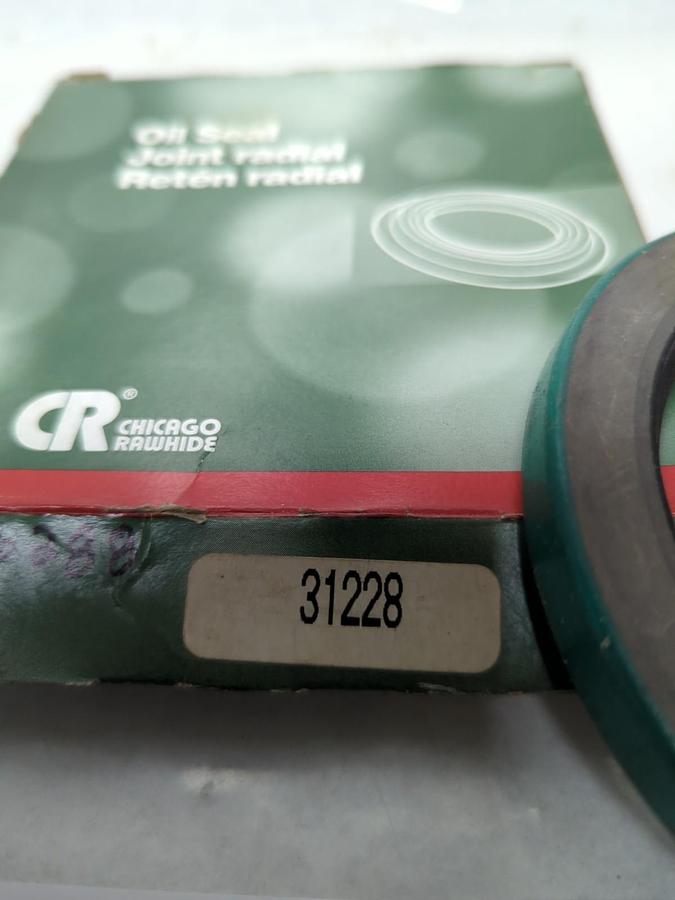 Oil Seal
Joint radial
Retén radial
CR®
CHICAGO
RAWHIDE
31228